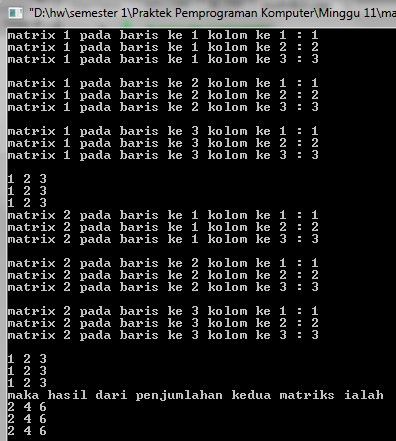 "D:\hw\semester 1\Praktek Pemprograman Komputer\Minggu 11\ma
matrix 1 pada baris ke 1 kolom ke 1 : 1
matrix 1 pada baris ke 1 kolom ke 2 : 2
matrix 1 pada baris ke 1 kolom ke 3 : 3
matrix 1 pada baris ke 2 kolom ke 1 : 1
matrix 1 pada baris ke 2 kolom ke 2 : 2
matrix 1 pada baris ke 2 kolom ke 3 : 3
matrix 1 pada baris ke 3 kolom ke 1 : 1
matrix 1 pada baris ke 3 kolom ke 2 : 2
matrix 1 pada baris ke 3 kolom ke 3 : 3
1 2 3
1 2 3
1 2 3
matrix 2 pada baris ke 1 kolom ke 1 : 1
matrix 2 pada baris ke 1 kolom ke 2 : 2
matrix 2 pada baris ke 1 kolom ke 3 : 3
matrix 2 pada baris ke 2 kolom ke 1 : 1
matrix 2 pada baris ke 2 kolom ke 2 : 2
matrix 2 pada baris ke 2 kolom ke 3 : 3
matrix 2 pada baris ke 3 kolom ke 1 : 1
matrix 2 pada baris ke 3 kolom ke 2 : 2
matrix 2 pada baris ke 3 kolom ke 3 : 3
1 2 3
1 2 3
1 2 3
maka hasil dari penjumlahan kedua matriks ialah
2 4 6
2 4 6
2 4 6